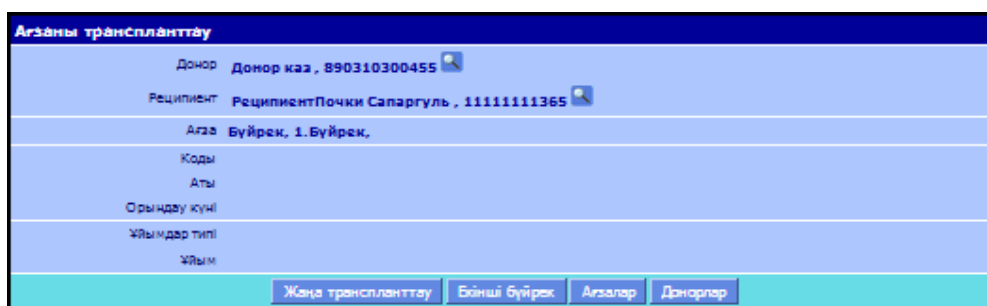 Ағзаны трансплантау
Донор Донор каз , 890310300455
Реципиент РеципиентПочки Сапаргуль , 11111111365
Ағза Бүйрек, 1.Бүйрек,
Коды
Аты
Орындау күні
Ұйымдар типі
Ұйым
Жаңа трансплантау Екінші бүйрек Ағзалар Донорлар